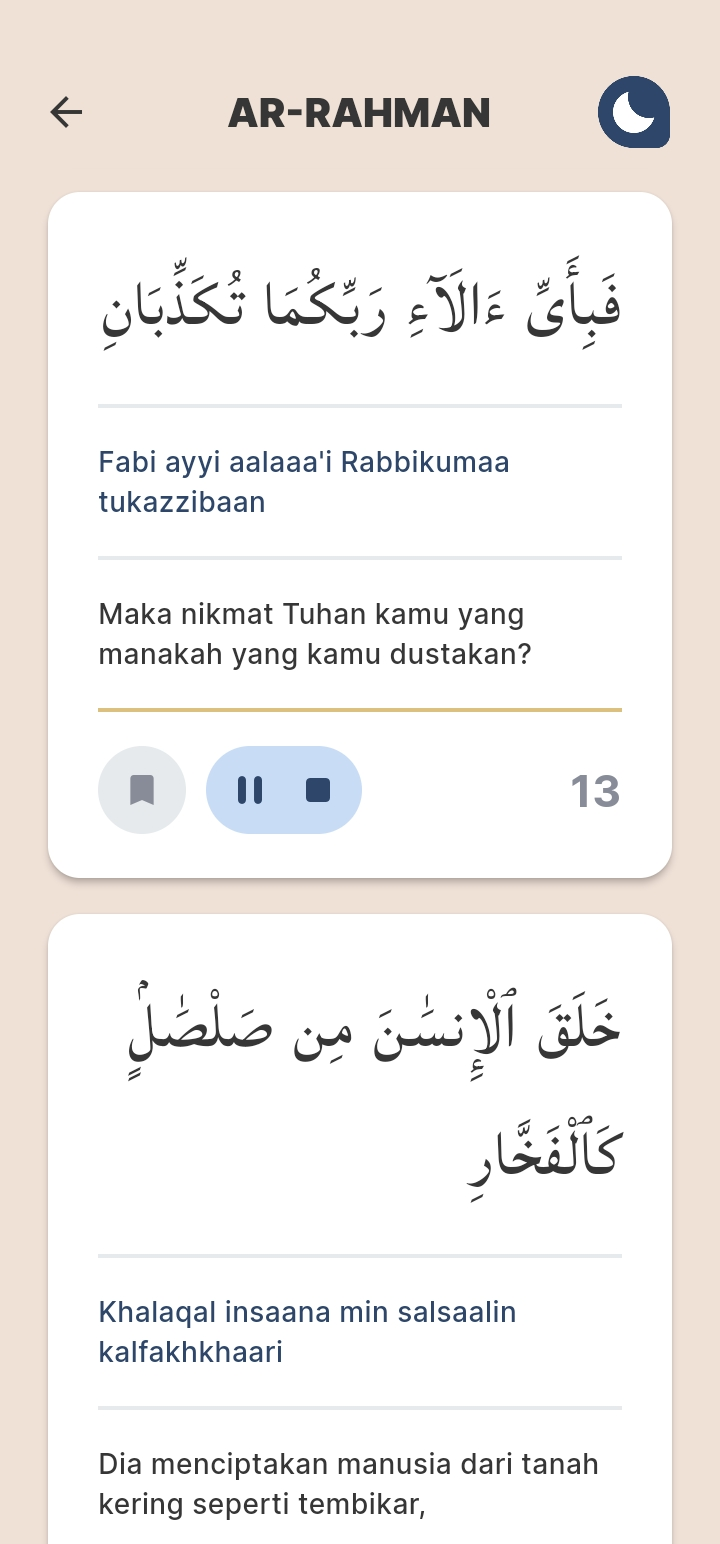 AR-RAHMAN
فَبِأَىِّ ءَالَآءِ رَبِّكُمَا تُكَذِّبَانِ
Fabi ayyi aalaaa'i Rabbikumaa
tukazzibaan
Maka nikmat Tuhan kamu yang
manakah yang kamu dustakan?
13
خَلَقَ ٱلْإِنسَٰنَ مِن صَلْصَٰلٍۢ
كَٱلْفَخَّارِ
Khalaqal insaana min salsaalin
kalfakhkhaari
Dia menciptakan manusia dari tanah
kering seperti tembikar,